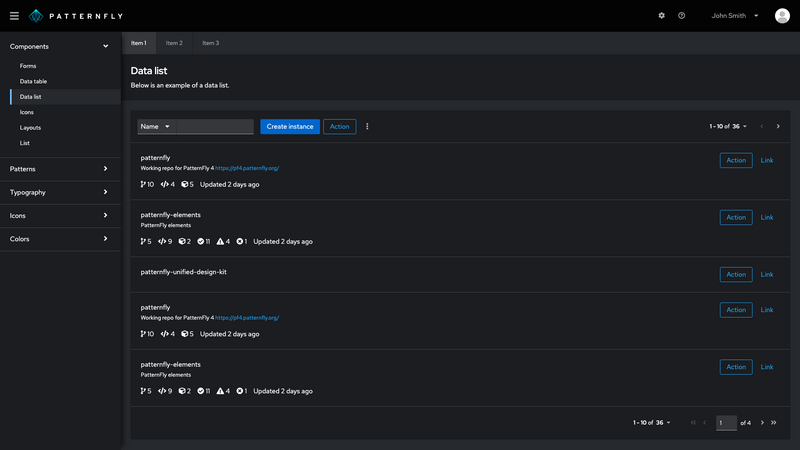 PATTERNFLY
John Smith
Components
Forms
Data table
Data list
Icons
Layouts
List
Patterns
Typography
Icons
Colors
Item 1 Item 2 Item 3
Data list
Below is an example of a data list.
Name Create instance Action 1 - 10 of 36
patternfly
Working repo for PatternFly 4 https://pf4.patternfly.org/
10 4 5 Updated 2 days ago
Action Link
patternfly-elements
PatternFly elements
5 9 2 11 4 1 Updated 2 days ago
Action Link
patternfly-unified-design-kit
Action Link
patternfly
Working repo for PatternFly 4 https://pf4.patternfly.org/
10 4 5 Updated 2 days ago
Action Link
patternfly-elements
PatternFly elements
5 9 2 11 4 1 Updated 2 days ago
Action Link
1 - 10 of 36 1 of 4